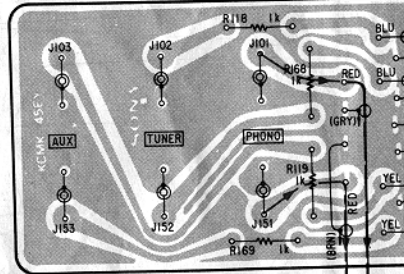 R118 1k
J103
J102
J101
BLU
R168
1k
RED
BLU
KCMK 45EY
SONY
(GRY)
AUX
TUNER
PHONO
R119
1k
YEL
RED
J153
J152
J151
(BRN)
YEL
R169 1k